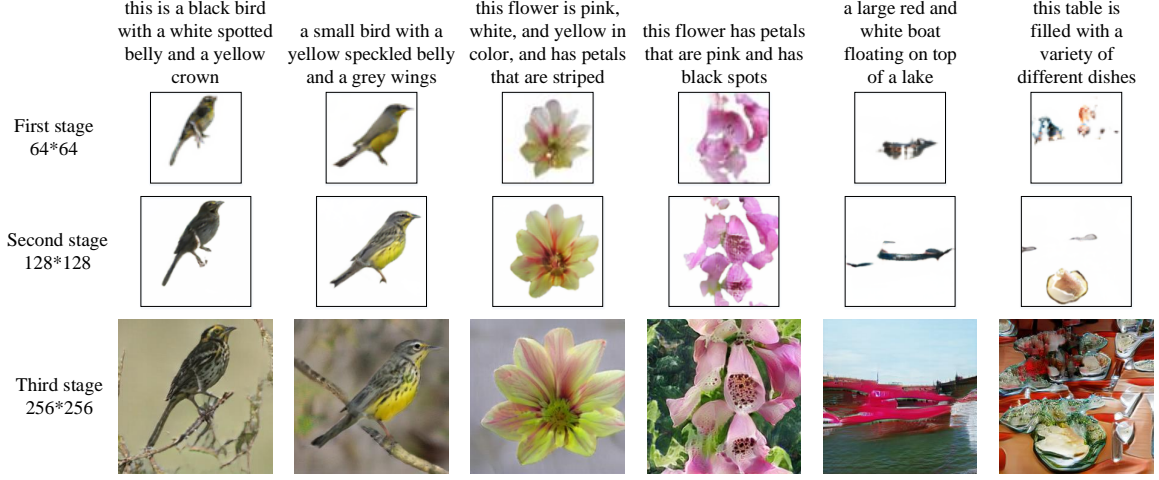 this is a black bird
with a white spotted
belly and a yellow
crown
a small bird with a
yellow speckled belly
and a grey wings
this flower is pink,
white, and yellow in
color, and has petals
that are striped
this flower has petals
that are pink and has
black spots
a large red and
white boat
floating on top
of a lake
this table is
filled with a
variety of
different dishes
First stage
64*64
Second stage
128*128
Third stage
256*256